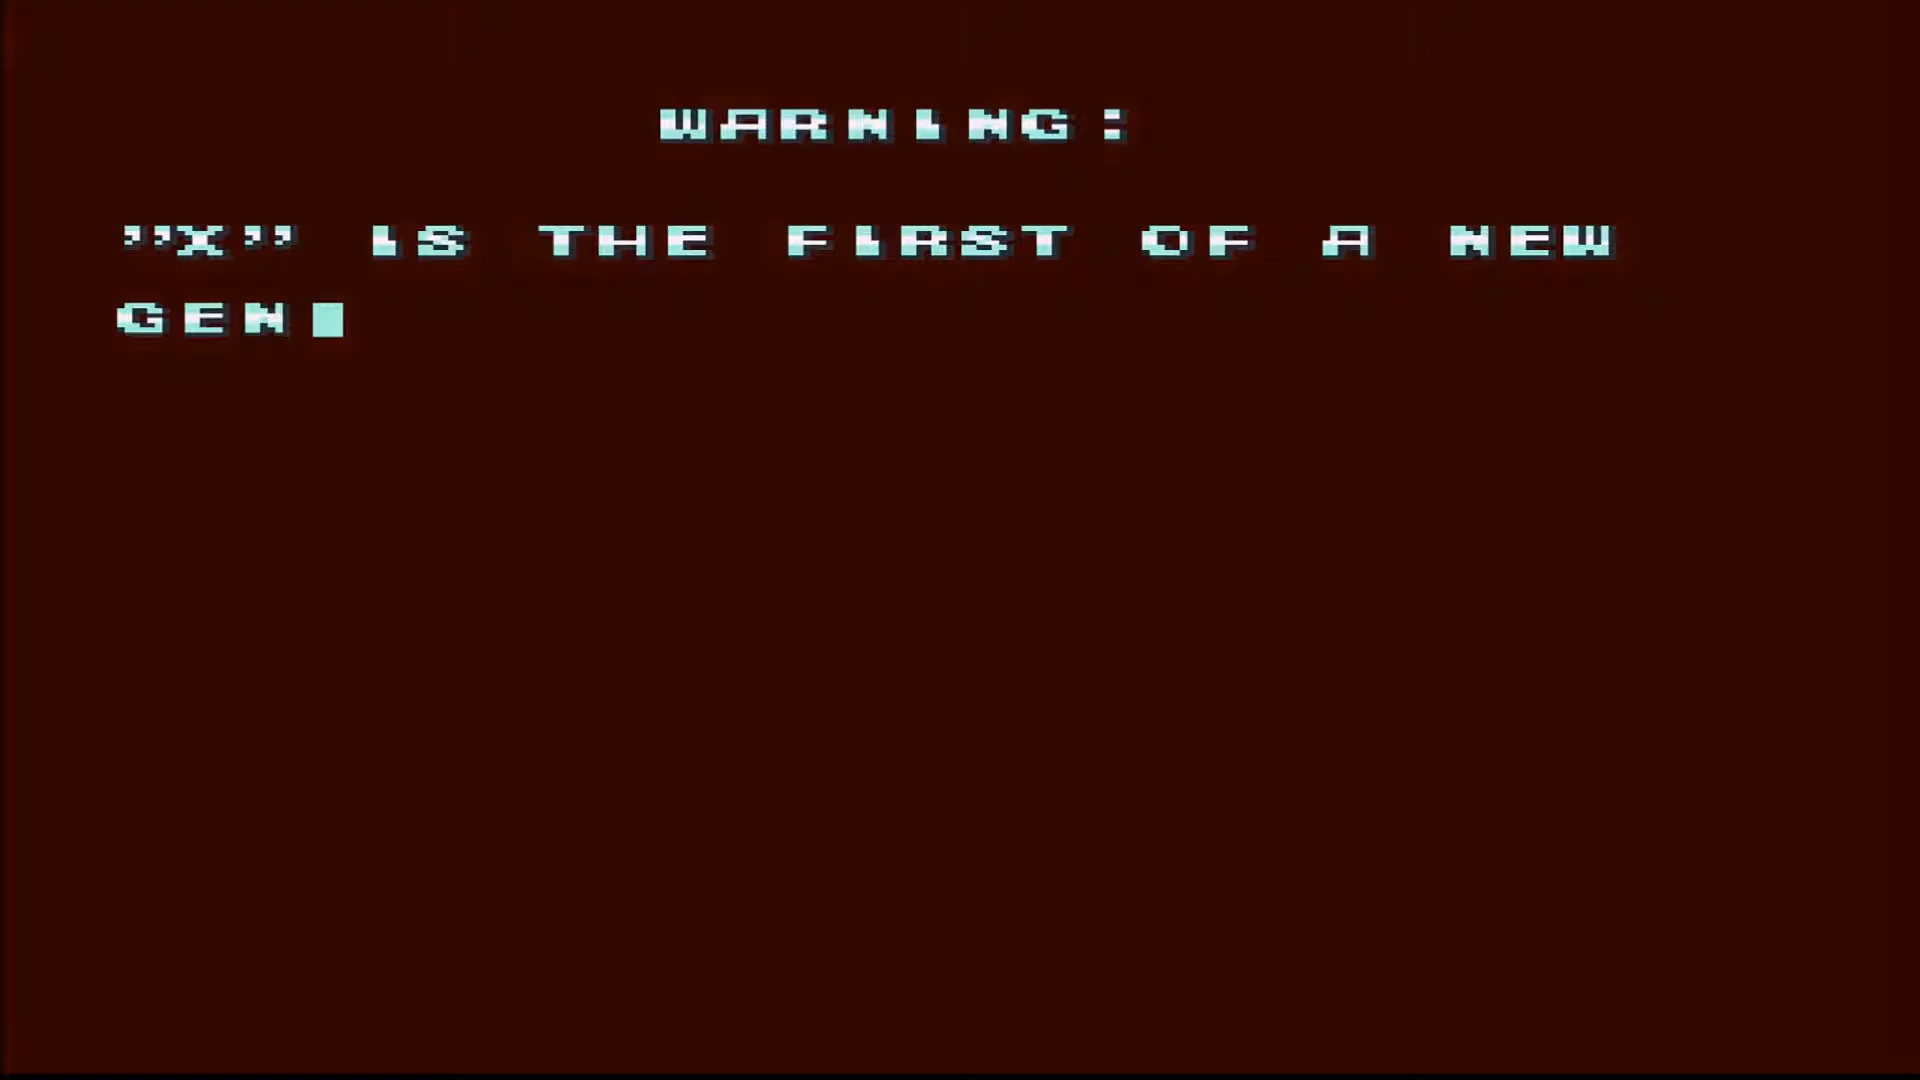 WARNING:
"X" IS THE FIRST OF A NEW
GEN